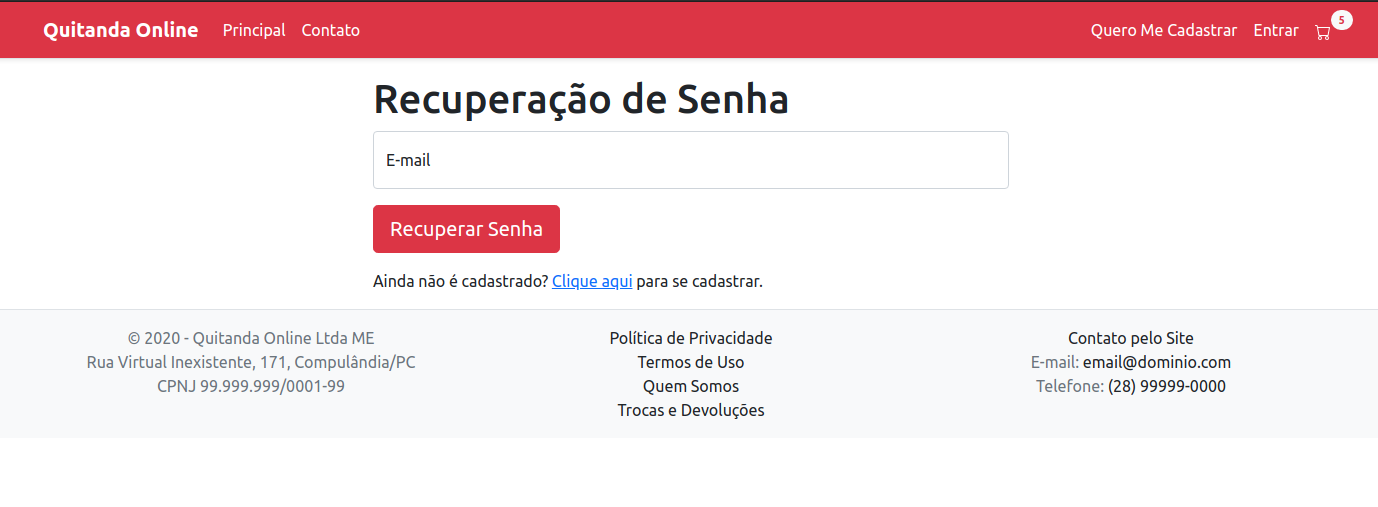 Quitanda Online Principal Contato Quero Me Cadastrar Entrar 5
Recuperação de Senha
E-mail
Recuperar Senha
Ainda não é cadastrado? Clique aqui para se cadastrar.
© 2020 - Quitanda Online Ltda ME
Rua Virtual Inexistente, 171, Compulândia/PC
CPNJ 99.999.999/0001-99
Política de Privacidade
Termos de Uso
Quem Somos
Trocas e Devoluções
Contato pelo Site
E-mail: email@dominio.com
Telefone: (28) 99999-0000